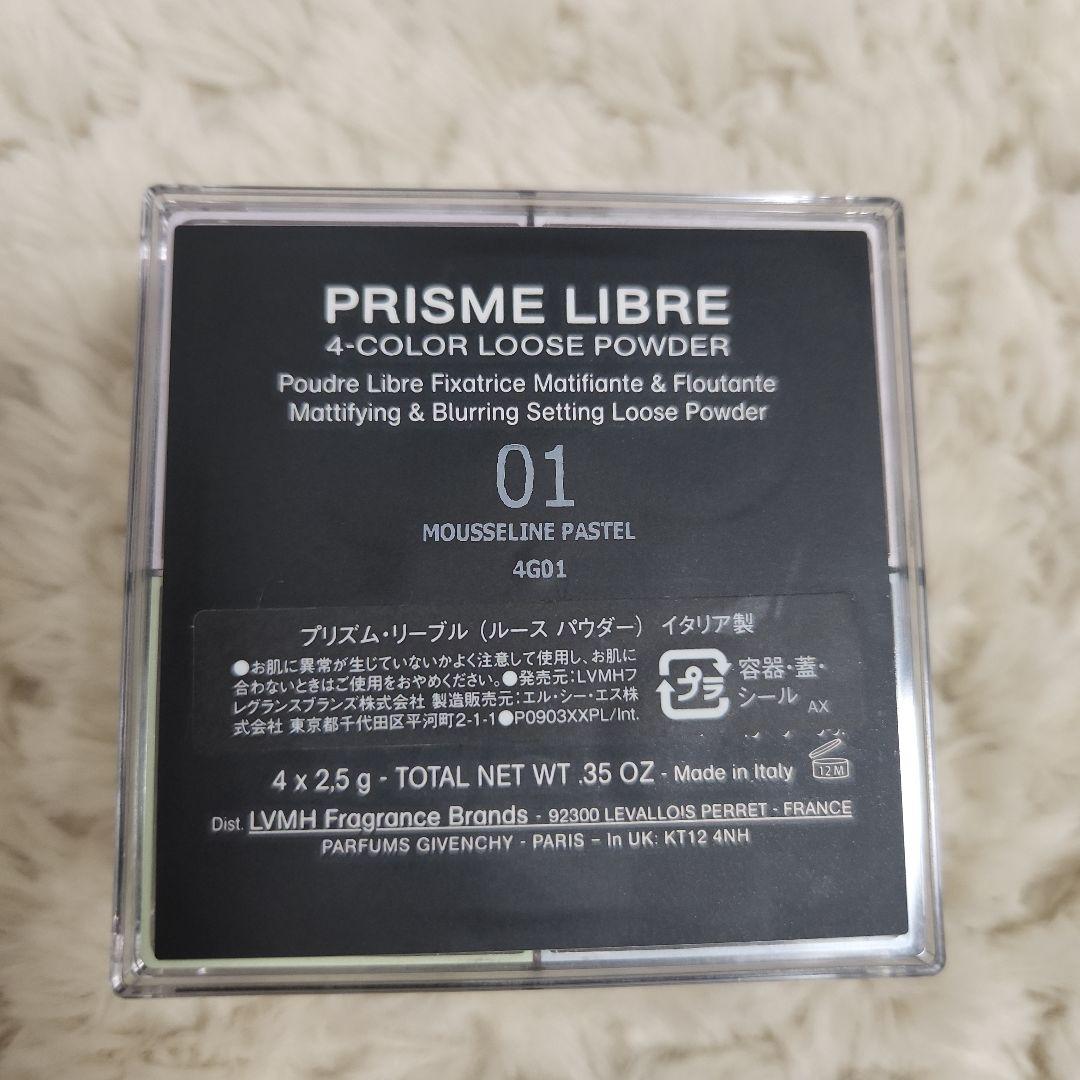 PRISME LIBRE
4-COLOR LOOSE POWDER
Poudre Libre Fixatrice Matifiante & Floutante
Mattifying & Blurring Setting Loose Powder
01
MOUSSELINE PASTEL
4G01
プリズム・リーブル（ルース パウダー） イタリア製
●お肌に異常が生じていないかよく注意して使用し、お肌に
合わないときはご使用をおやめください。●発売元：LVMHフ
レグランスブランズ株式会社 製造販売元：エル・シー・エス株
式会社 東京都千代田区平河町2-1-1●P0903XXPL/Int.
プラ
容器・蓋・
シール AX
4 x 2,5 g - TOTAL NET WT .35 OZ - Made in Italy
12 M
Dist. LVMH Fragrance Brands - 92300 LEVALLOIS PERRET - FRANCE
PARFUMS GIVENCHY - PARIS – In UK: KT12 4NH